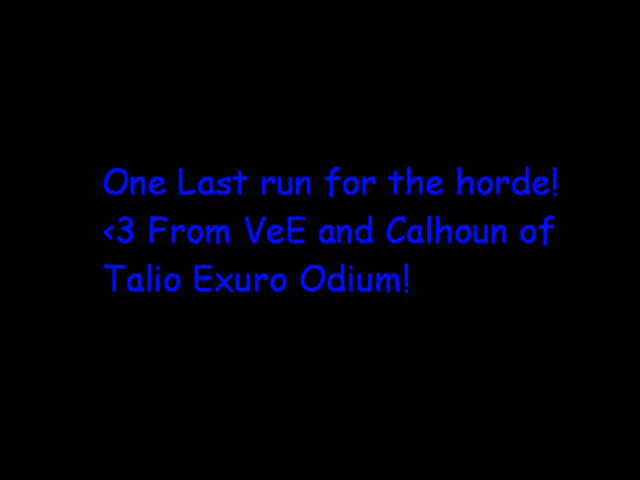 One Last run for the horde!
<3 From VeE and Calhoun of
Talio Exuro Odium!